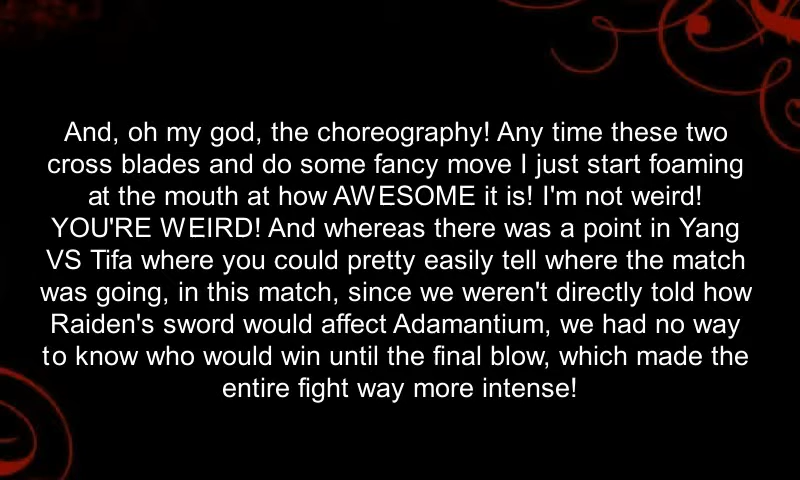 And, oh my god, the choreography! Any time these two
cross blades and do some fancy move I just start foaming
at the mouth at how AWESOME it is! I'm not weird!
YOU'RE WEIRD! And whereas there was a point in Yang
VS Tifa where you could pretty easily tell where the match
was going, in this match, since we weren't directly told how
Raiden's sword would affect Adamantium, we had no way
to know who would win until the final blow, which made the
entire fight way more intense!